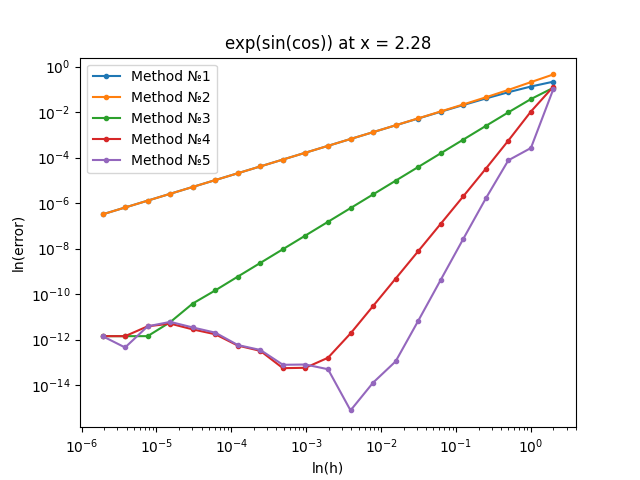 exp(sin(cos)) at x = 2.28
Method №1
Method №2
Method №3
Method №4
Method №5
ln(error)
10⁰
10⁻²
10⁻⁴
10⁻⁶
10⁻⁸
10⁻¹⁰
10⁻¹²
10⁻¹⁴
10⁻⁶ 10⁻⁵ 10⁻⁴ 10⁻³ 10⁻² 10⁻¹ 10⁰
ln(h)